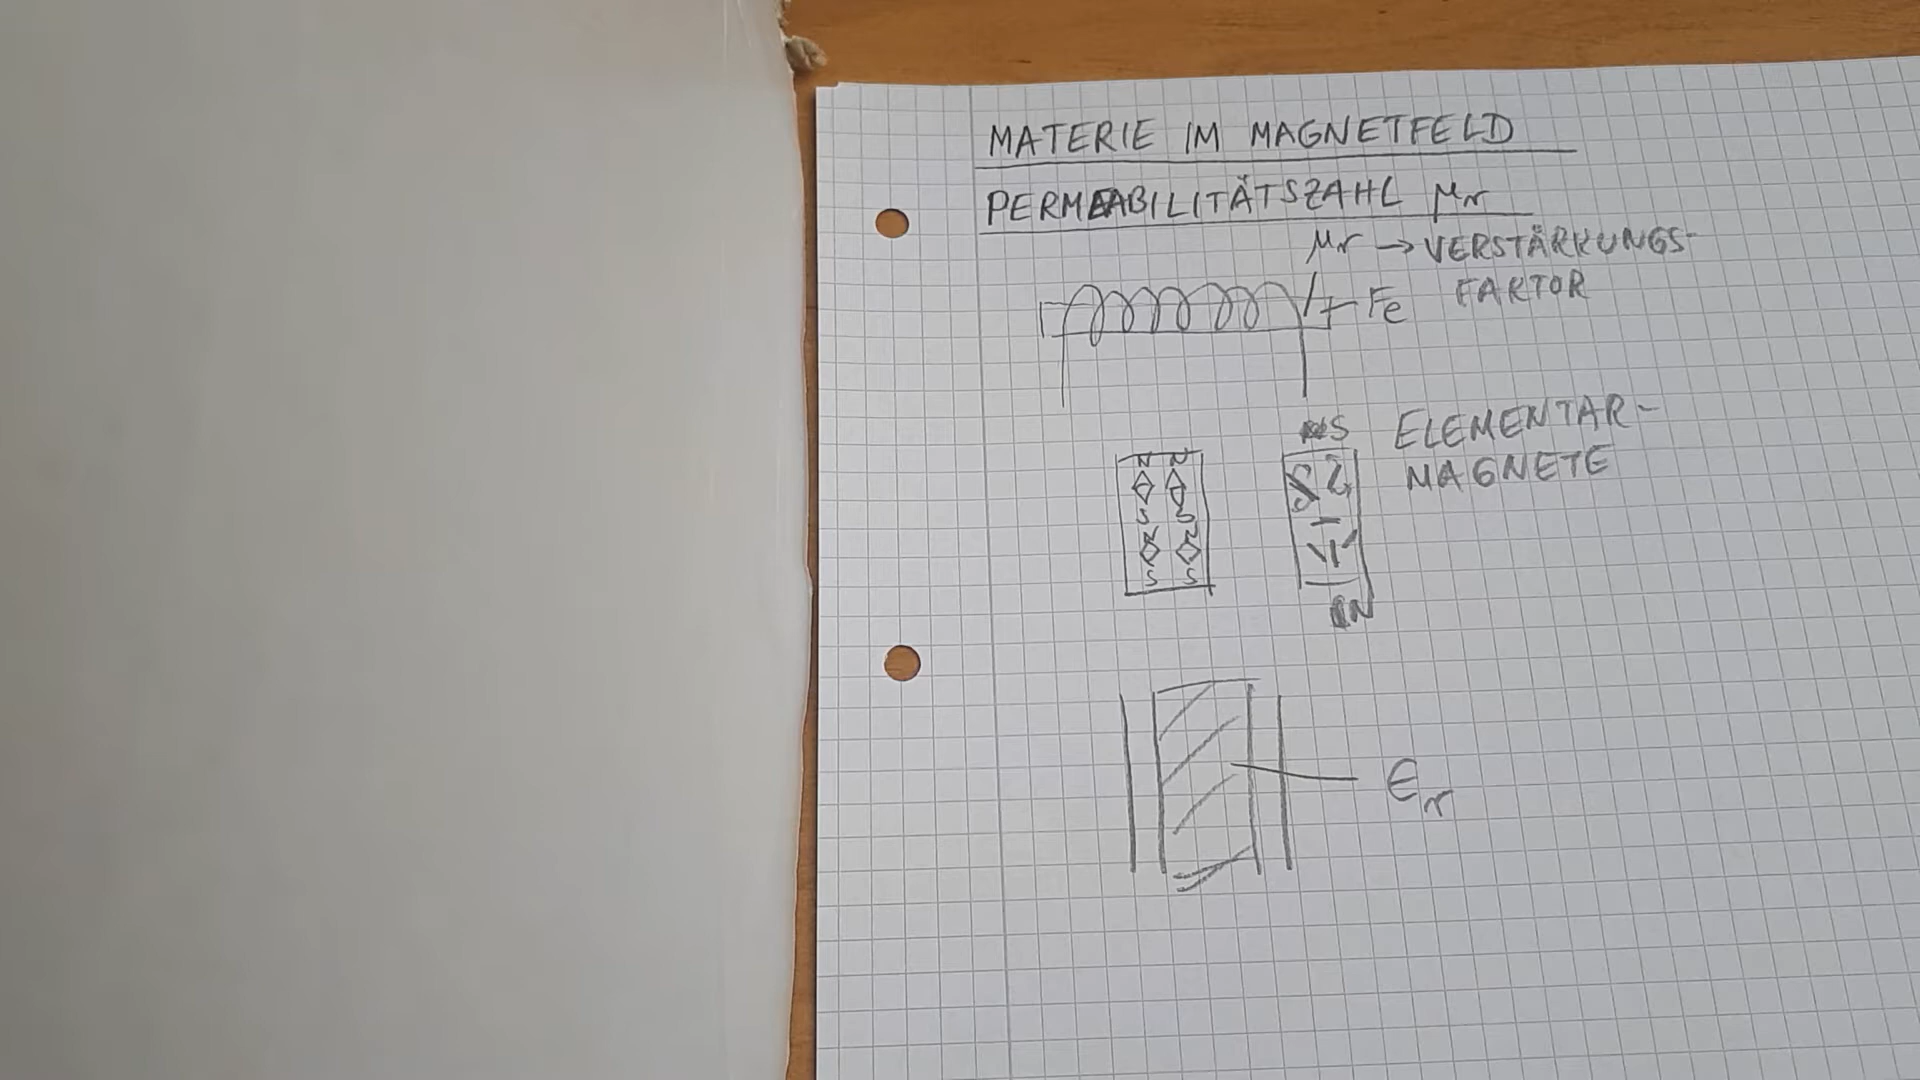 MATERIE IM MAGNETFELD
PERMEABILITÄTSZAHL μr
μr → VERSTÄRKUNGS-
FAKTOR
Fe
S
ELEMENTAR-
MAGNETE
N N
S S
N N
S S
N
ϵr